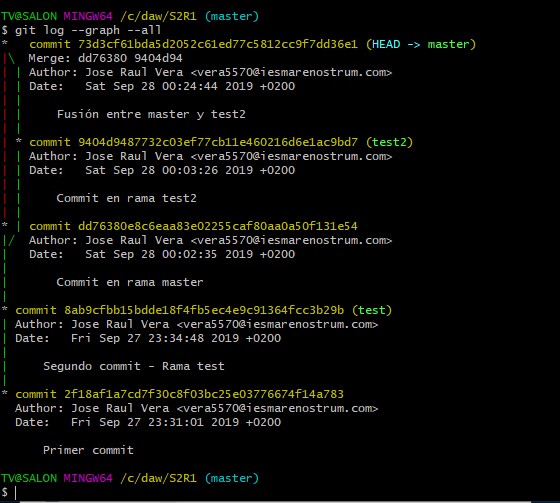 TV@SALON MINGW64 /c/daw/S2R1 (master)
$ git log --graph --all
*   commit 73d3cf61bda5d2052c61ed77c5812cc9f7dd36e1 (HEAD -> master)
|\  Merge: dd76380 9404d94
| | Author: Jose Raul Vera <vera5570@iesmarenostrum.com>
| | Date:   Sat Sep 28 00:24:44 2019 +0200
| |
| |     Fusión entre master y test2
| |
| * commit 9404d9487732c03ef77cb11e460216d6e1ac9bd7 (test2)
| | Author: Jose Raul Vera <vera5570@iesmarenostrum.com>
| | Date:   Sat Sep 28 00:03:26 2019 +0200
| |
| |     Commit en rama test2
| |
* | commit dd76380e8c6eaa83e02255caf80aa0a50f131e54
|/  Author: Jose Raul Vera <vera5570@iesmarenostrum.com>
|   Date:   Sat Sep 28 00:02:35 2019 +0200
|
|       Commit en rama master
|
* commit 8ab9cfbb15bdde18f4fb5ec4e9c91364fcc3b29b (test)
| Author: Jose Raul Vera <vera5570@iesmarenostrum.com>
| Date:   Fri Sep 27 23:34:48 2019 +0200
|
|     Segundo commit - Rama test
|
* commit 2f18af1a7cd7f30c8f03bc25e03776674f14a783
  Author: Jose Raul Vera <vera5570@iesmarenostrum.com>
  Date:   Fri Sep 27 23:31:01 2019 +0200

      Primer commit

TV@SALON MINGW64 /c/daw/S2R1 (master)
$